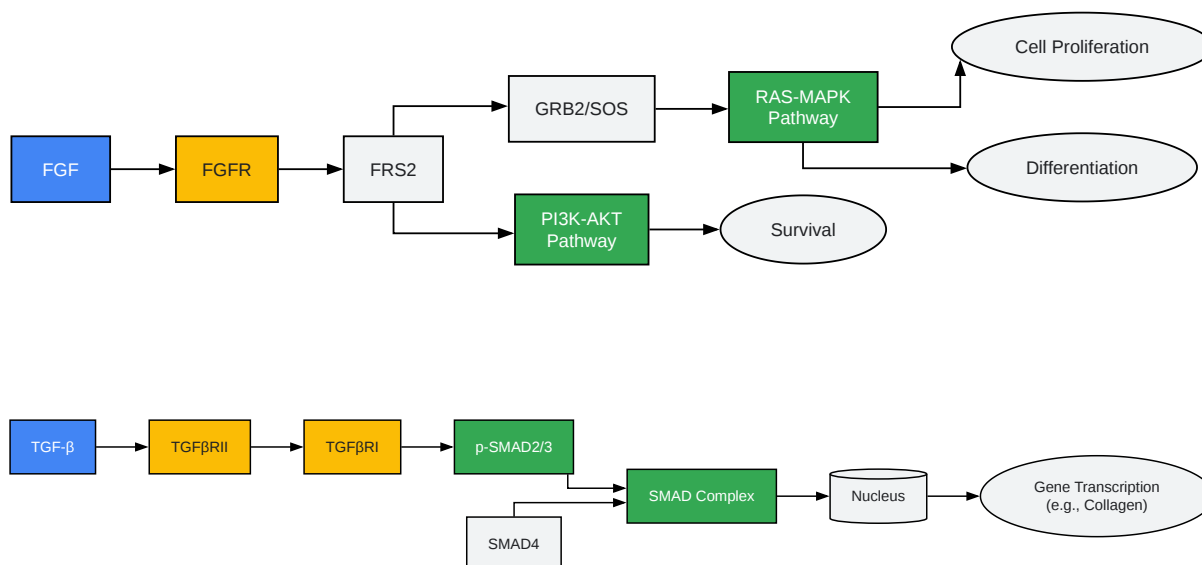 Cell Proliferation
GRB2/SOS
RAS-MAPK
Pathway
FGF
FGFR
FRS2
Differentiation
PI3K-AKT
Pathway
Survival
TGF-β
TGFβRII
TGFβRI
p-SMAD2/3
SMAD Complex
Nucleus
Gene Transcription
(e.g., Collagen)
SMAD4